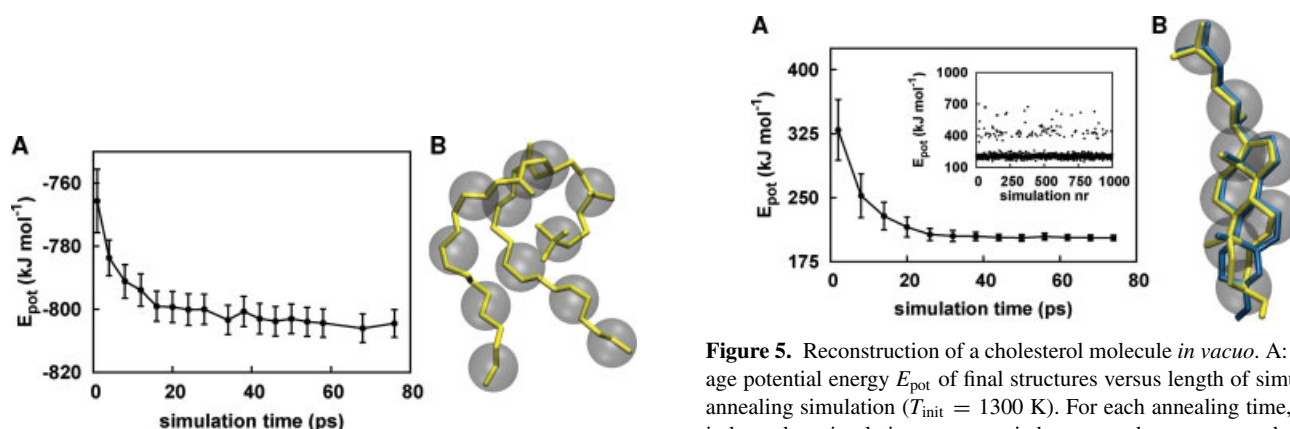 A
B
-760
-780
-800
-820
E_pot (kJ mol⁻¹)
0 20 40 60 80
simulation time (ps)
A
B
400
325
250
175
E_pot (kJ mol⁻¹)
1000
700
400
100
E_pot (kJ mol⁻¹)
0 250 500 750 1000
simulation nr
0 20 40 60 80
simulation time (ps)
Figure 5. Reconstruction of a cholesterol molecule in vacuo. A:
age potential energy E_pot of final structures versus length of simu
annealing simulation (T_init = 1300 K). For each annealing time,